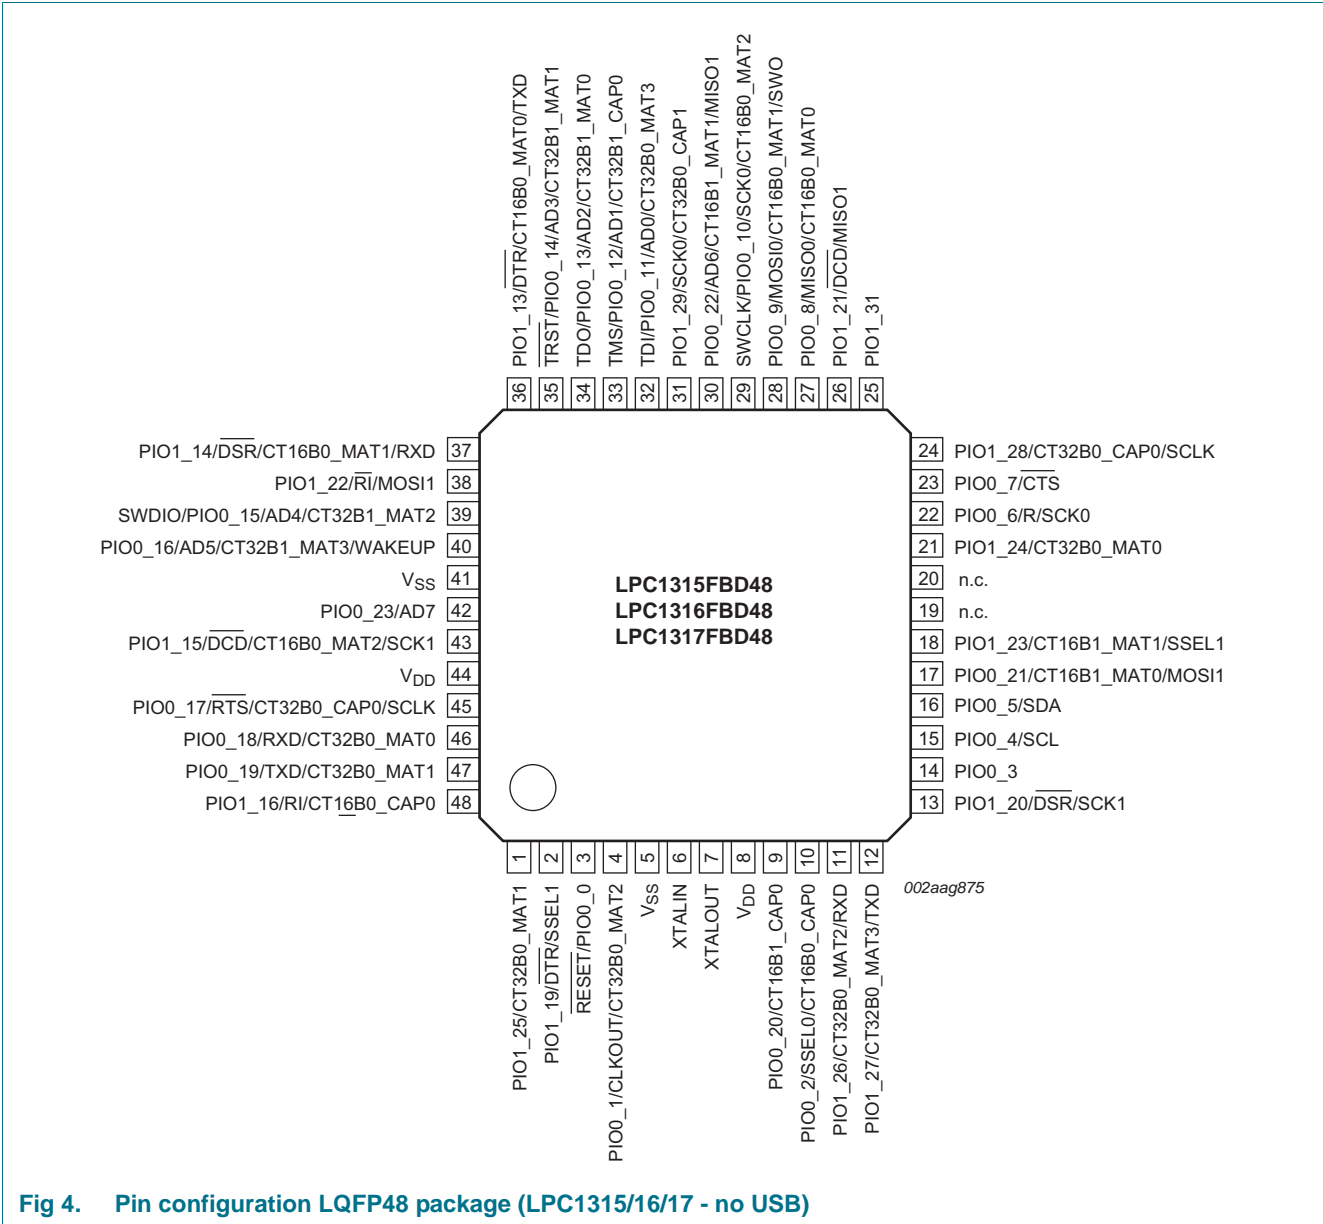 PIO1_13/DTR/CT16B0_MAT0/TXD
TRST/PIO0_14/AD3/CT32B1_MAT1
TDO/PIO0_13/AD2/CT32B1_MAT0
TMS/PIO0_12/AD1/CT32B1_CAP0
TDI/PIO0_11/AD0/CT32B0_MAT3
PIO1_29/SCK0/CT32B0_CAP1
PIO0_22/AD6/CT16B1_MAT1/MISO1
SWCLK/PIO0_10/SCK0/CT16B0_MAT2
PIO0_9/MOSI0/CT16B0_MAT1/SWO
PIO0_8/MISO0/CT16B0_MAT0
PIO1_21/DCD/MISO1
PIO1_31
36 35 34 33 32 31 30 29 28 27 26 25
PIO1_14/DSR/CT16B0_MAT1/RXD 37
PIO1_22/RI/MOSI1 38
SWDIO/PIO0_15/AD4/CT32B1_MAT2 39
PIO0_16/AD5/CT32B1_MAT3/WAKEUP 40
VSS 41
PIO0_23/AD7 42
PIO1_15/DCD/CT16B0_MAT2/SCK1 43
VDD 44
PIO0_17/RTS/CT32B0_CAP0/SCLK 45
PIO0_18/RXD/CT32B0_MAT0 46
PIO0_19/TXD/CT32B0_MAT1 47
PIO1_16/RI/CT16B0_CAP0 48
LPC1315FBD48
LPC1316FBD48
LPC1317FBD48
24 PIO1_28/CT32B0_CAP0/SCLK
23 PIO0_7/CTS
22 PIO0_6/R/SCK0
21 PIO1_24/CT32B0_MAT0
20 n.c.
19 n.c.
18 PIO1_23/CT16B1_MAT1/SSEL1
17 PIO0_21/CT16B1_MAT0/MOSI1
16 PIO0_5/SDA
15 PIO0_4/SCL
14 PIO0_3
13 PIO1_20/DSR/SCK1
1 2 3 4 5 6 7 8 9 10 11 12
PIO1_25/CT32B0_MAT1
PIO1_19/DTR/SSEL1
RESET/PIO0_0
PIO0_1/CLKOUT/CT32B0_MAT2
VSS
XTALIN
XTALOUT
VDD
PIO0_20/CT16B1_CAP0
PIO0_2/SSEL0/CT16B0_CAP0
PIO1_26/CT32B0_MAT2/RXD
PIO1_27/CT32B0_MAT3/TXD
002aag875
Fig 4. Pin configuration LQFP48 package (LPC1315/16/17 - no USB)